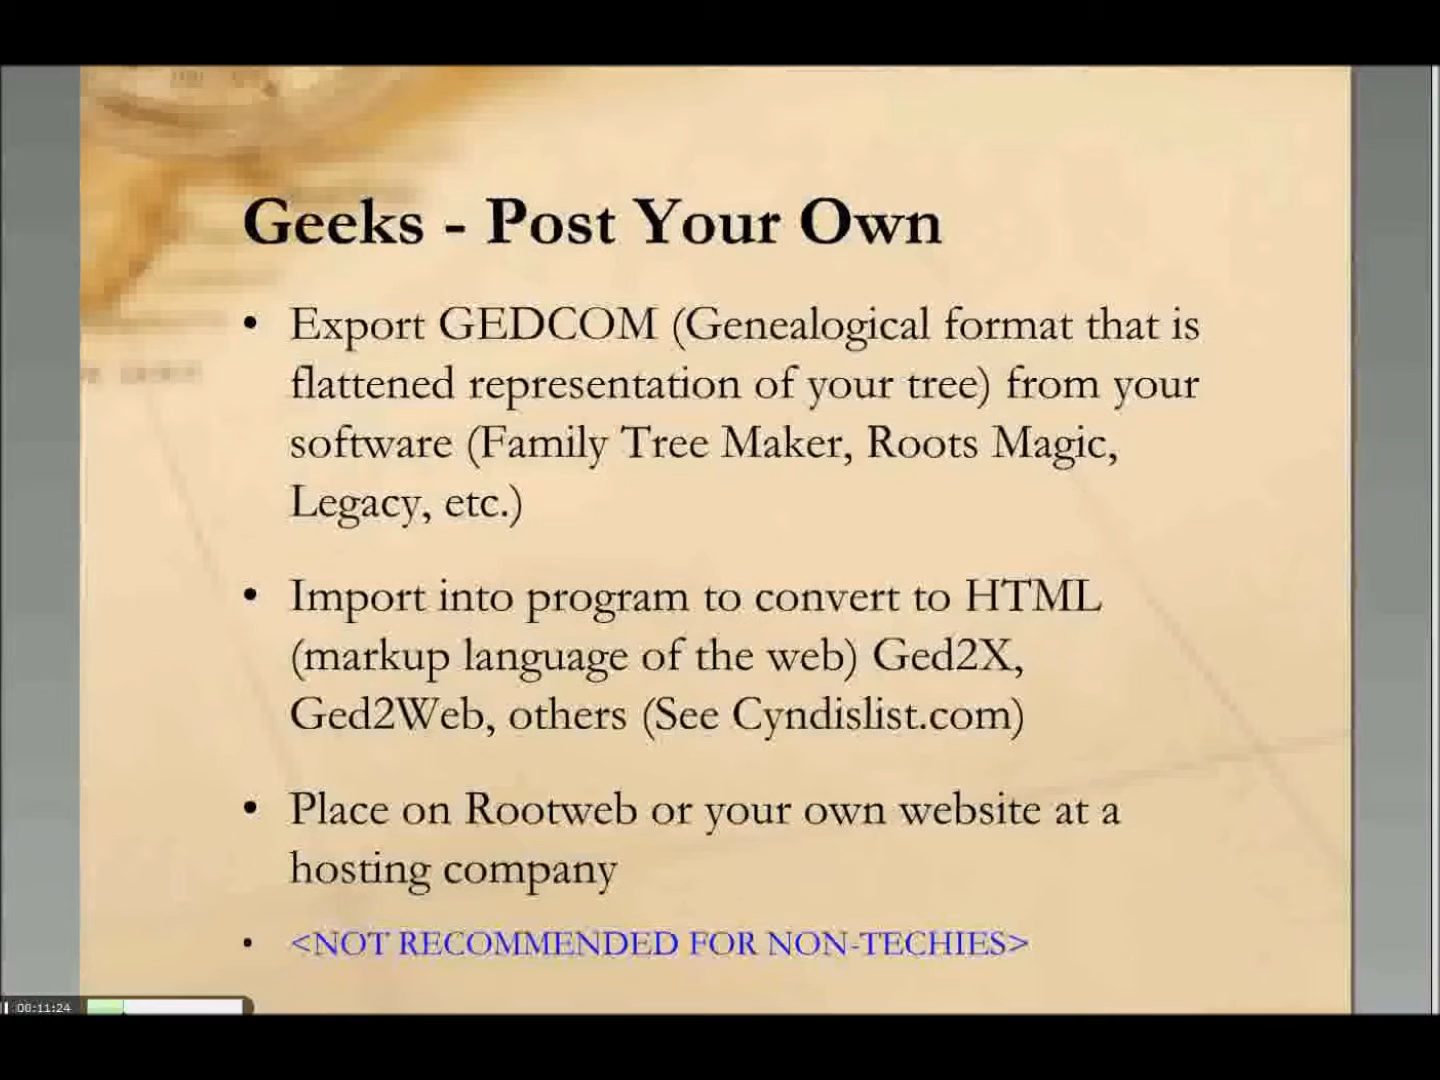 Geeks - Post Your Own
• Export GEDCOM (Genealogical format that is
flattened representation of your tree) from your
software (Family Tree Maker, Roots Magic,
Legacy, etc.)
• Import into program to convert to HTML
(markup language of the web) Ged2X,
Ged2Web, others (See Cyndislist.com)
• Place on Rootweb or your own website at a
hosting company
• <NOT RECOMMENDED FOR NON-TECHIES>
00:11:24